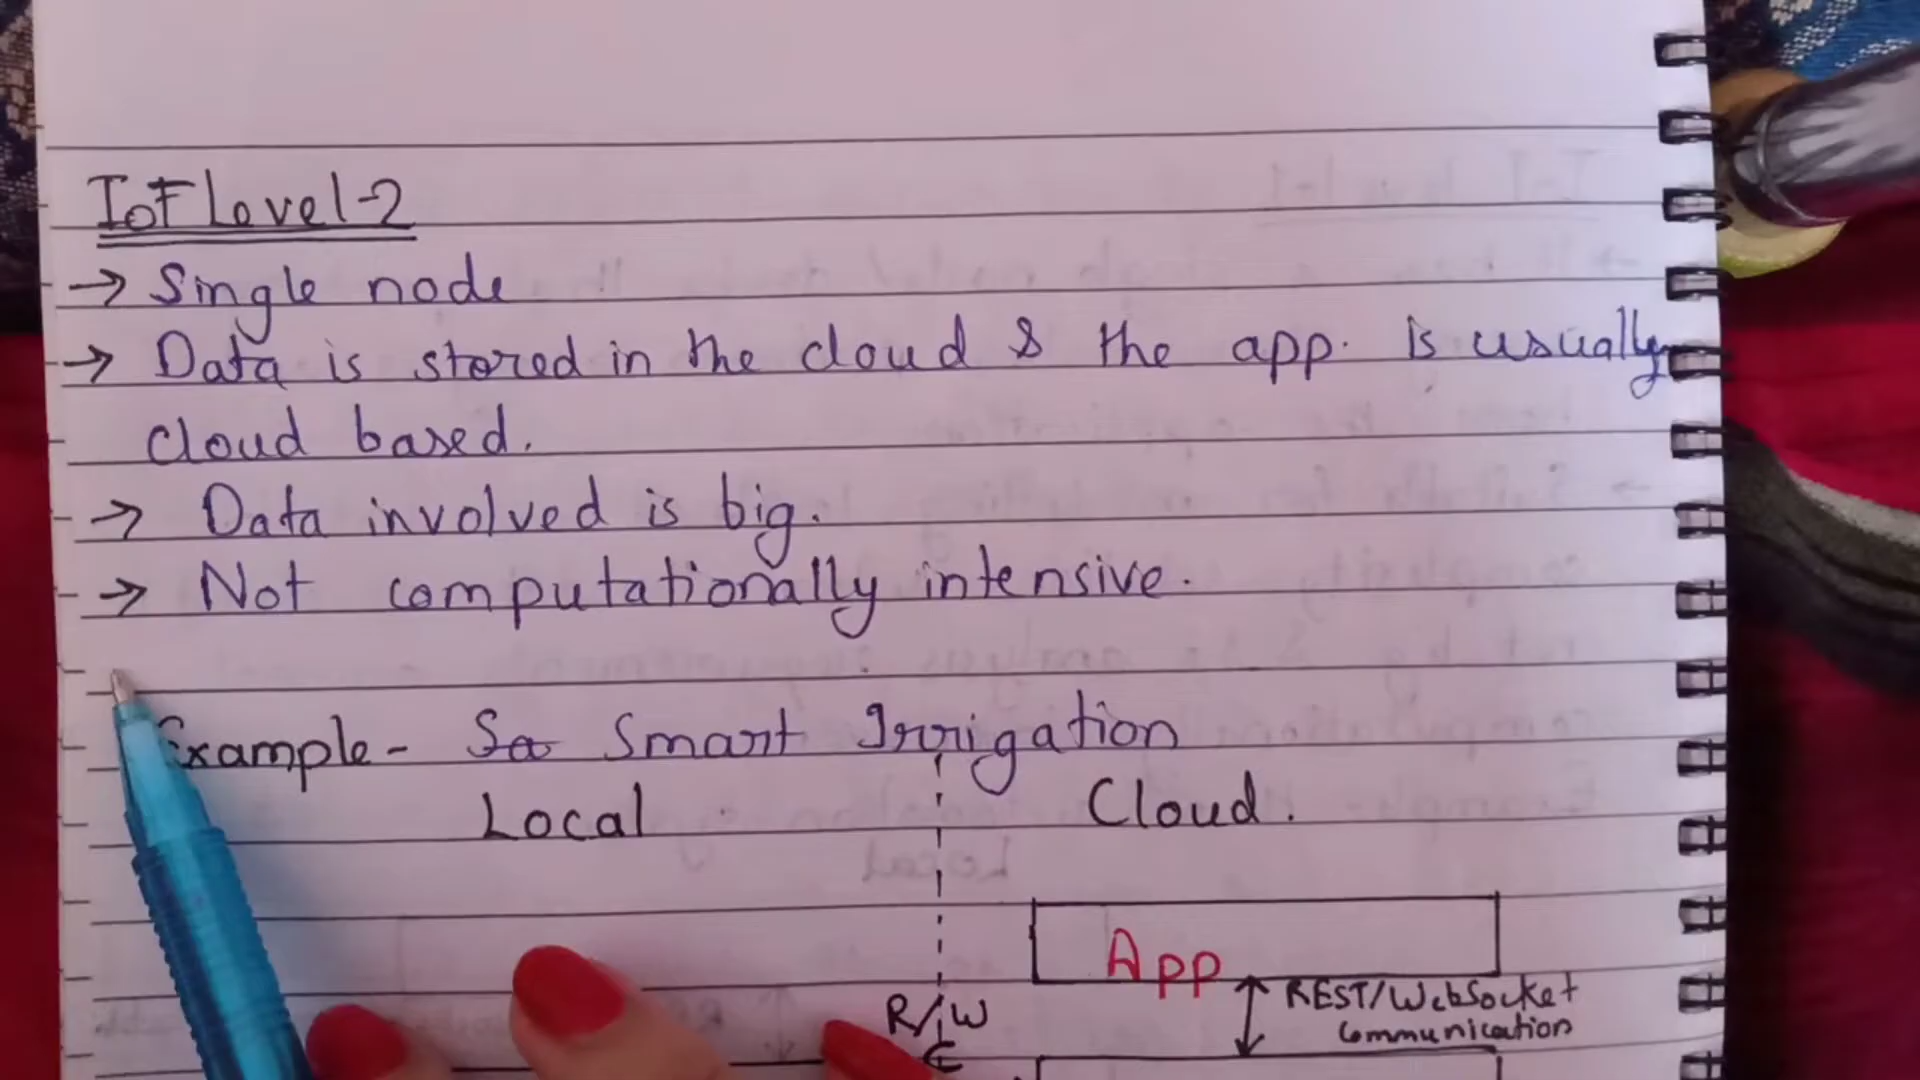 IoT Level-2
→ Single node
→ Data is stored in the cloud & the app. is usually
cloud based.
→ Data involved is big.
→ Not computationally intensive.
Example- Sa Smart Irrigation
Local
Cloud.
App
R/W
REST/WebSocket
Communication